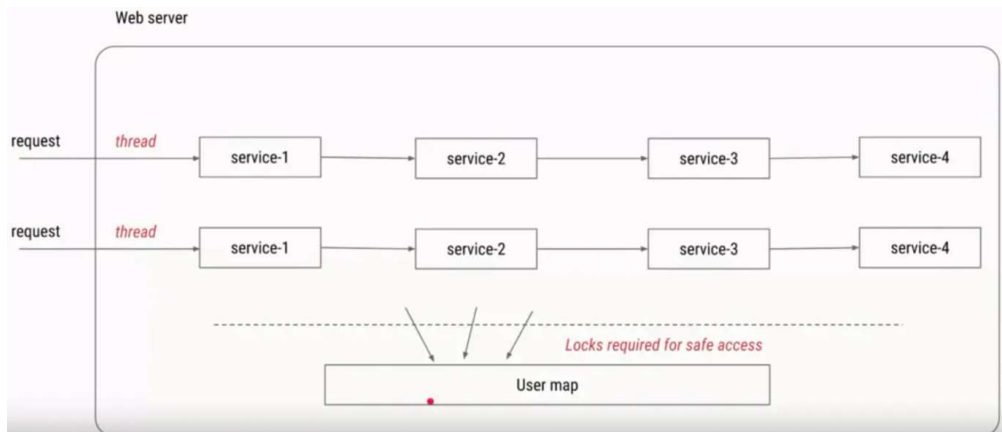 Web server
request thread service-1 service-2 service-3 service-4
request thread service-1 service-2 service-3 service-4
Locks required for safe access
User map